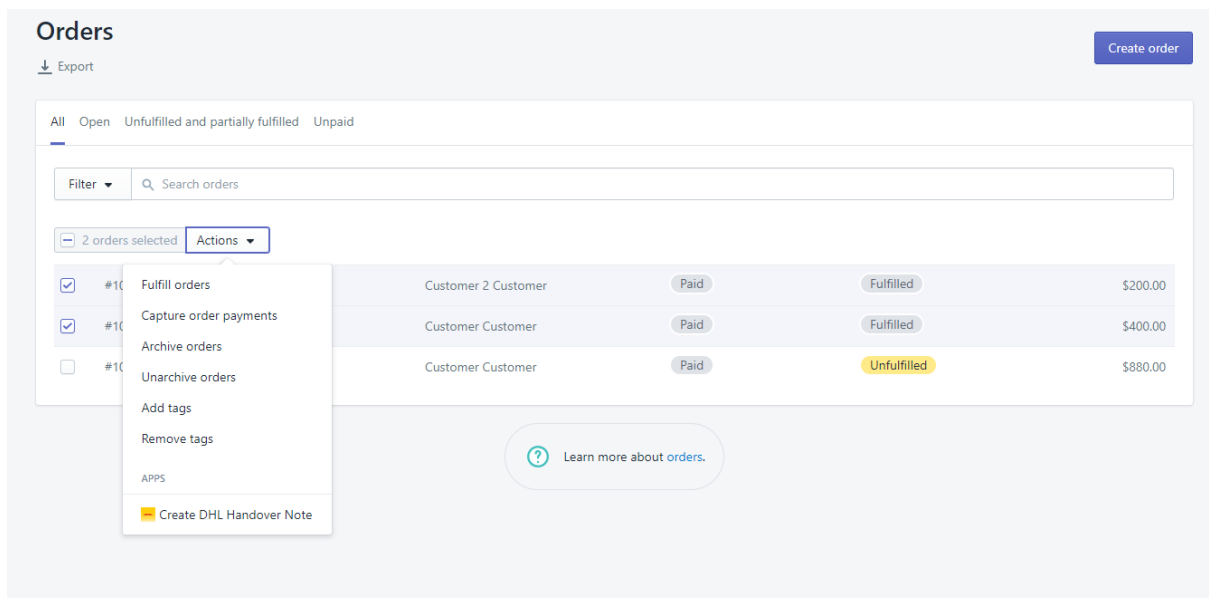 Orders
Export
Create order
All Open Unfulfilled and partially fulfilled Unpaid
Filter Search orders
2 orders selected Actions
#10 Customer 2 Customer Paid Fulfilled $200.00
#10 Customer Customer Paid Fulfilled $400.00
#10 Customer Customer Paid Unfulfilled $880.00
Fulfill orders
Capture order payments
Archive orders
Unarchive orders
Add tags
Remove tags
APPS
Create DHL Handover Note
Learn more about orders.